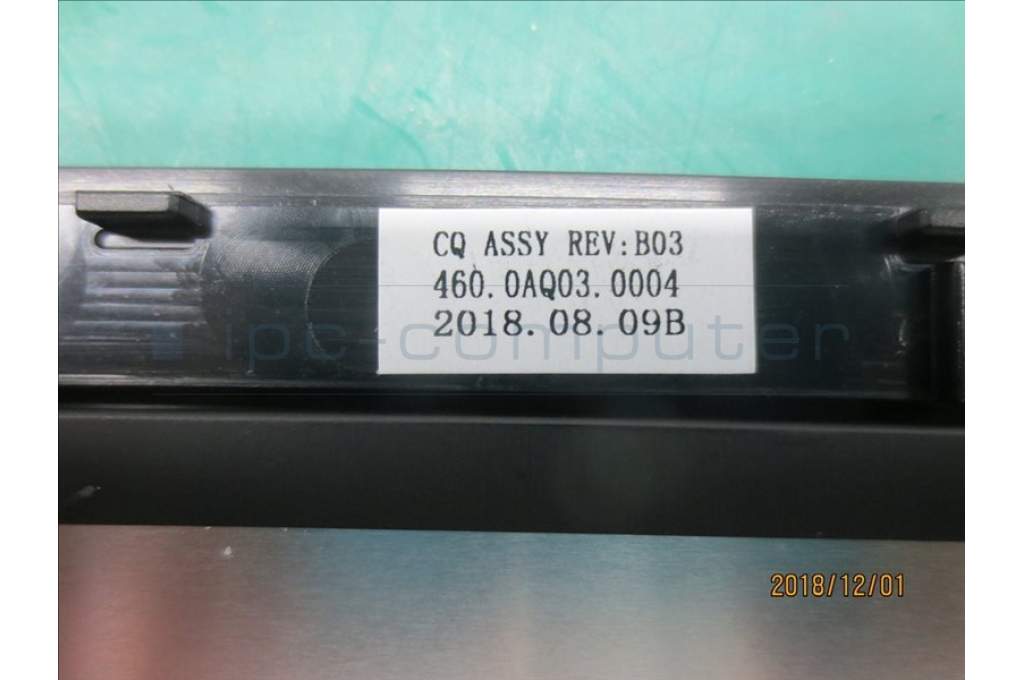 CQ ASSY REV:B03
460.0AQ03.0004
2018.08.09B
ipc-computer
2018/12/01